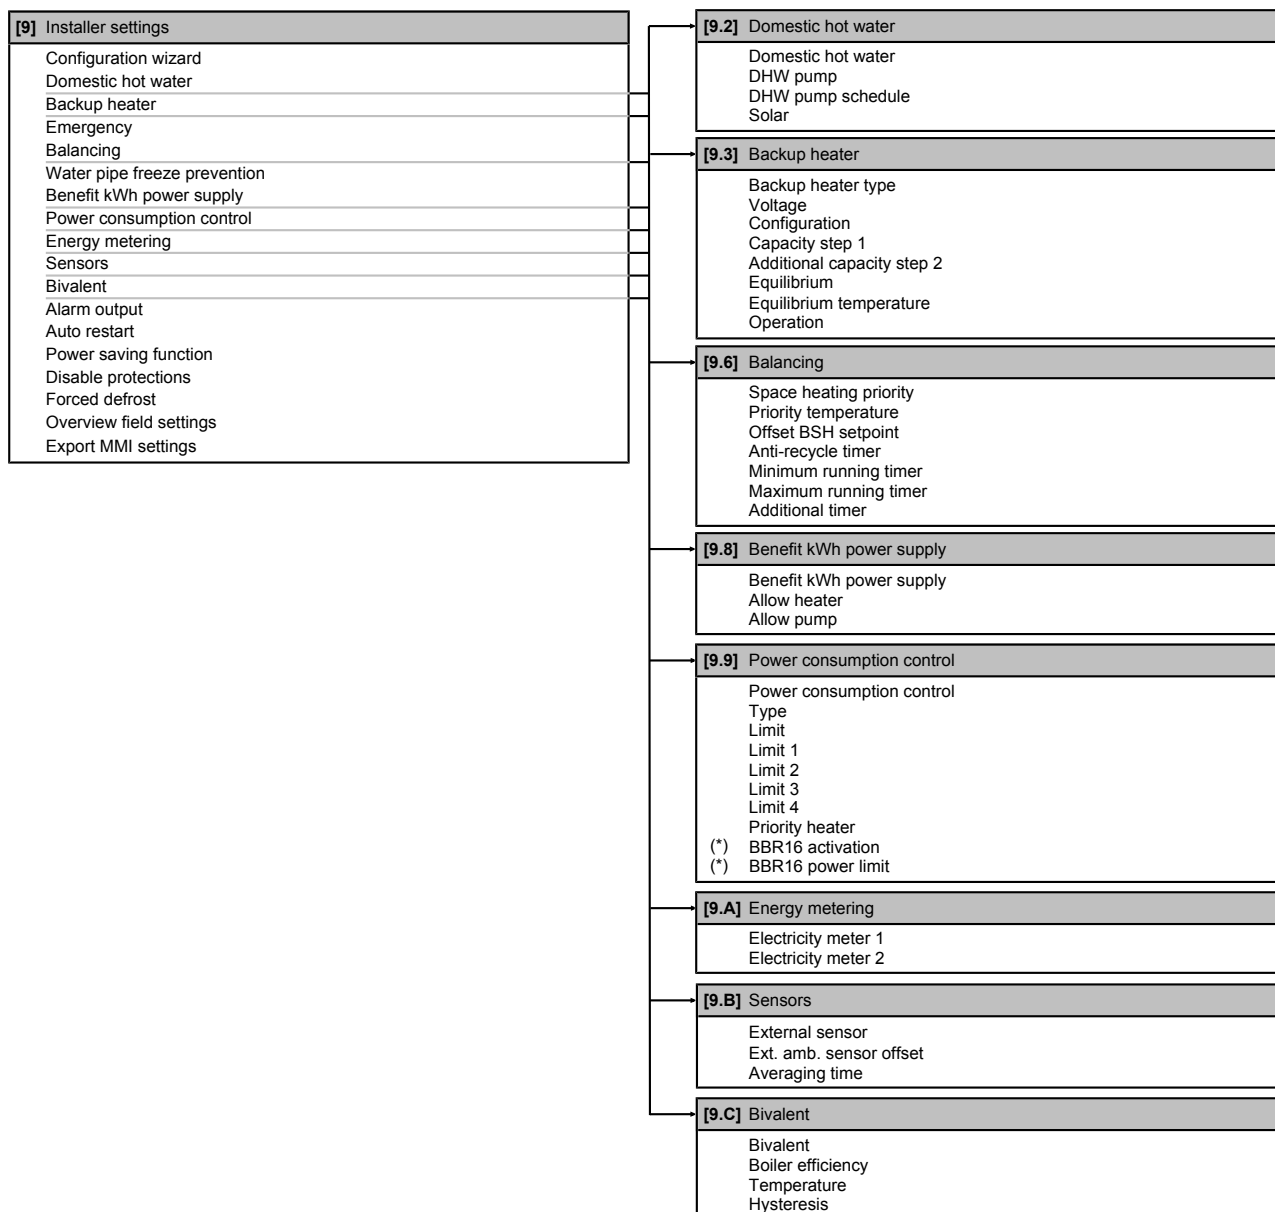 [9] Installer settings
Configuration wizard
Domestic hot water
Backup heater
Emergency
Balancing
Water pipe freeze prevention
Benefit kWh power supply
Power consumption control
Energy metering
Sensors
Bivalent
Alarm output
Auto restart
Power saving function
Disable protections
Forced defrost
Overview field settings
Export MMI settings
[9.2] Domestic hot water
Domestic hot water
DHW pump
DHW pump schedule
Solar
[9.3] Backup heater
Backup heater type
Voltage
Configuration
Capacity step 1
Additional capacity step 2
Equilibrium
Equilibrium temperature
Operation
[9.6] Balancing
Space heating priority
Priority temperature
Offset BSH setpoint
Anti-recycle timer
Minimum running timer
Maximum running timer
Additional timer
[9.8] Benefit kWh power supply
Benefit kWh power supply
Allow heater
Allow pump
[9.9] Power consumption control
Power consumption control
Type
Limit
Limit 1
Limit 2
Limit 3
Limit 4
Priority heater
(*) BBR16 activation
(*) BBR16 power limit
[9.A] Energy metering
Electricity meter 1
Electricity meter 2
[9.B] Sensors
External sensor
Ext. amb. sensor offset
Averaging time
[9.C] Bivalent
Bivalent
Boiler efficiency
Temperature
Hysteresis